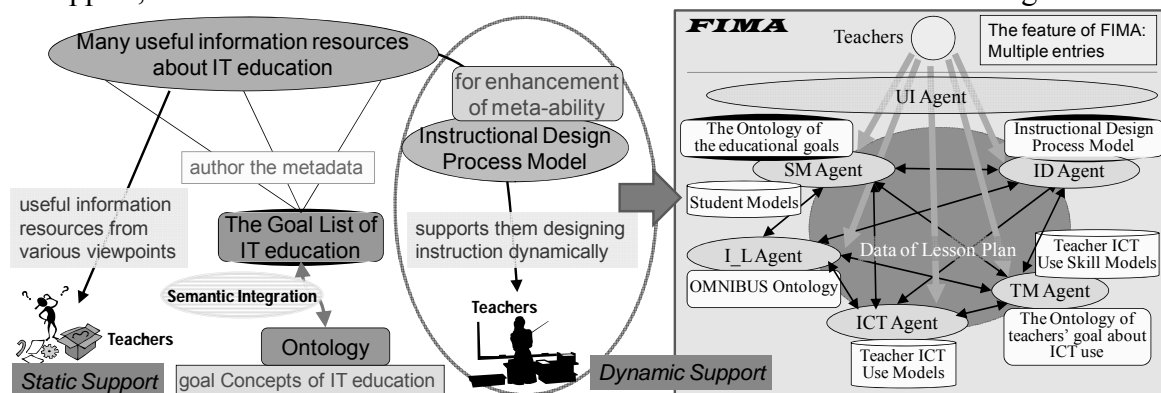 Many useful information resources
about IT education
for enhancement
of meta-ability
Instructional Design
Process Model
author the metadata
useful information
resources from
various viewpoints
The Goal List of
IT education
supports them designing
instruction dynamically
Semantic Integration
Teachers
Teachers
Ontology
Static Support
goal Concepts of IT education
Dynamic Support
FIMA
Teachers
The feature of FIMA:
Multiple entries
UI Agent
The Ontology of
the educational goals
Instructional Design
Process Model
SM Agent
ID Agent
Student Models
Data of Lesson Plan
Teacher ICT
Use Skill Models
I_L Agent
OMNIBUS Ontology
TM Agent
ICT Agent
The Ontology of
teachers' goal about
ICT use
Teacher ICT
Use Models